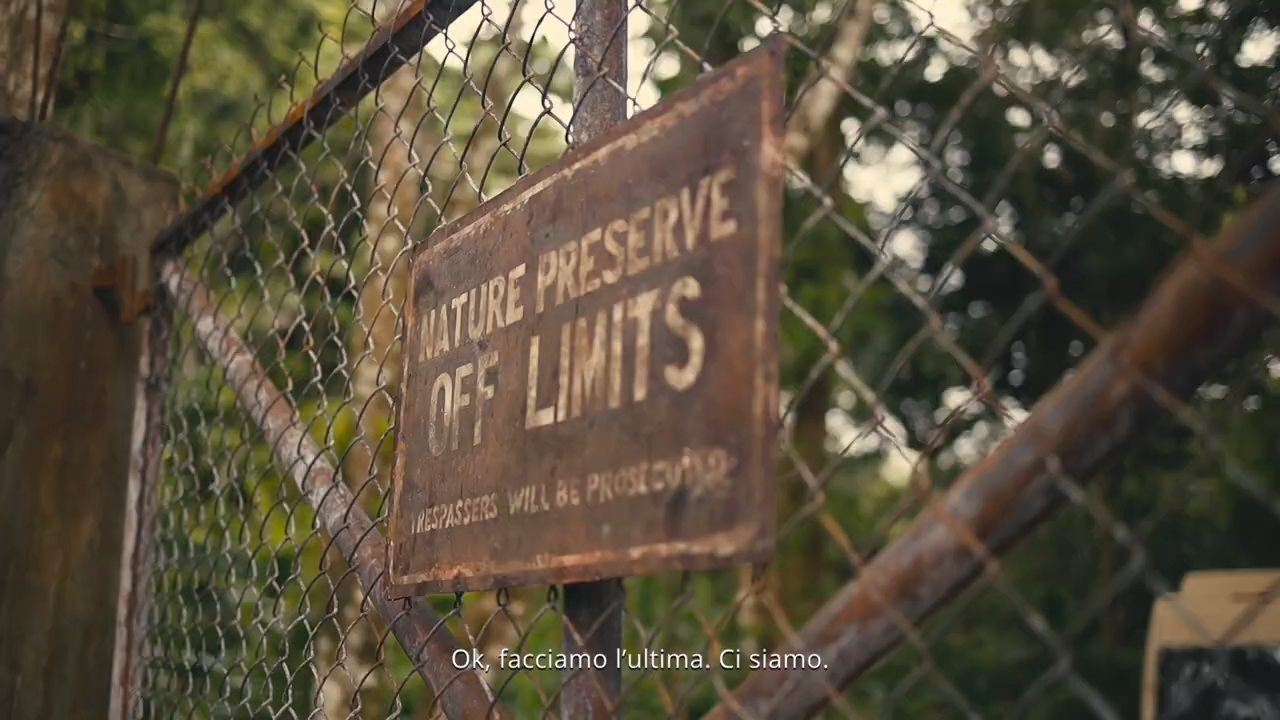 NATURE PRESERVE
OFF LIMITS
TRESPASSERS WILL BE PROSECUTED
Ok, facciamo l'ultima. Ci siamo.